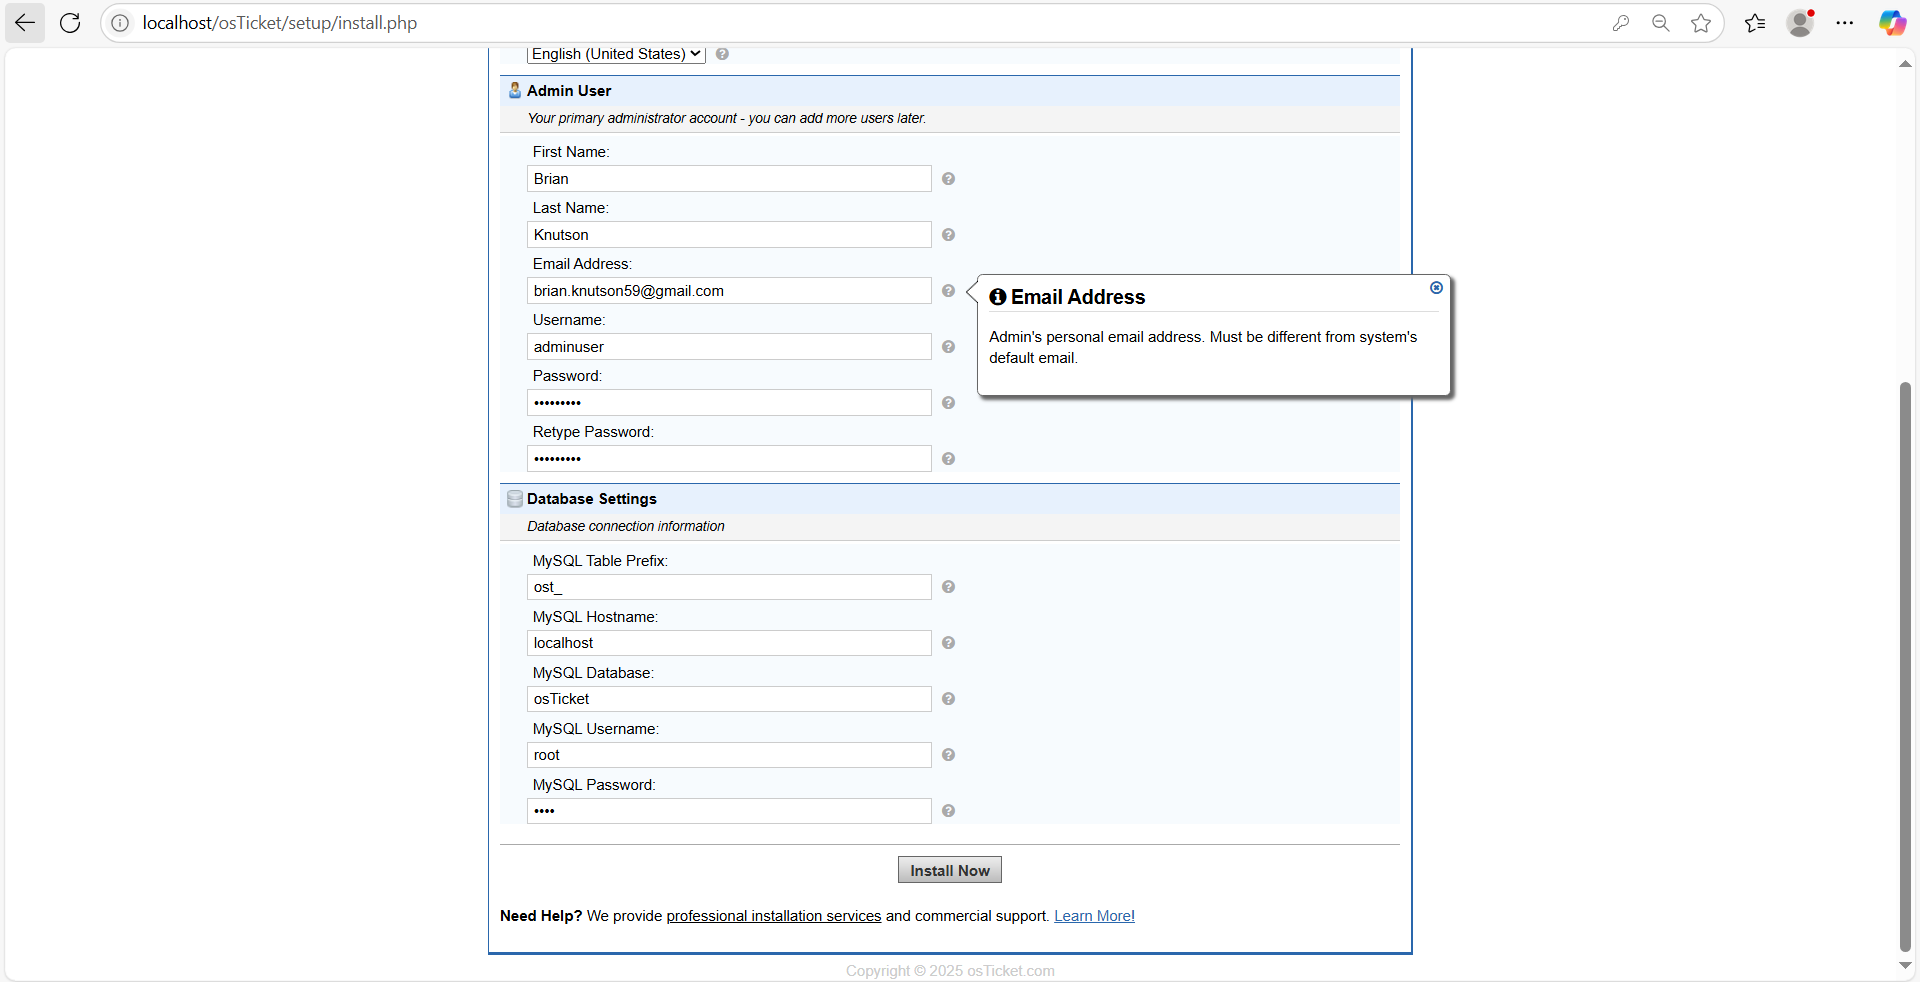 localhost/osTicket/setup/install.php
English (United States)
Admin User
Your primary administrator account - you can add more users later.
First Name:
Brian
Last Name:
Knutson
Email Address:
brian.knutson59@gmail.com
Email Address
Admin's personal email address. Must be different from system's
default email.
Username:
adminuser
Password:
•••••••••
Retype Password:
•••••••••
Database Settings
Database connection information
MySQL Table Prefix:
ost_
MySQL Hostname:
localhost
MySQL Database:
osTicket
MySQL Username:
root
MySQL Password:
••••
Install Now
Need Help? We provide professional installation services and commercial support. Learn More!
Copyright © 2025 osTicket.com